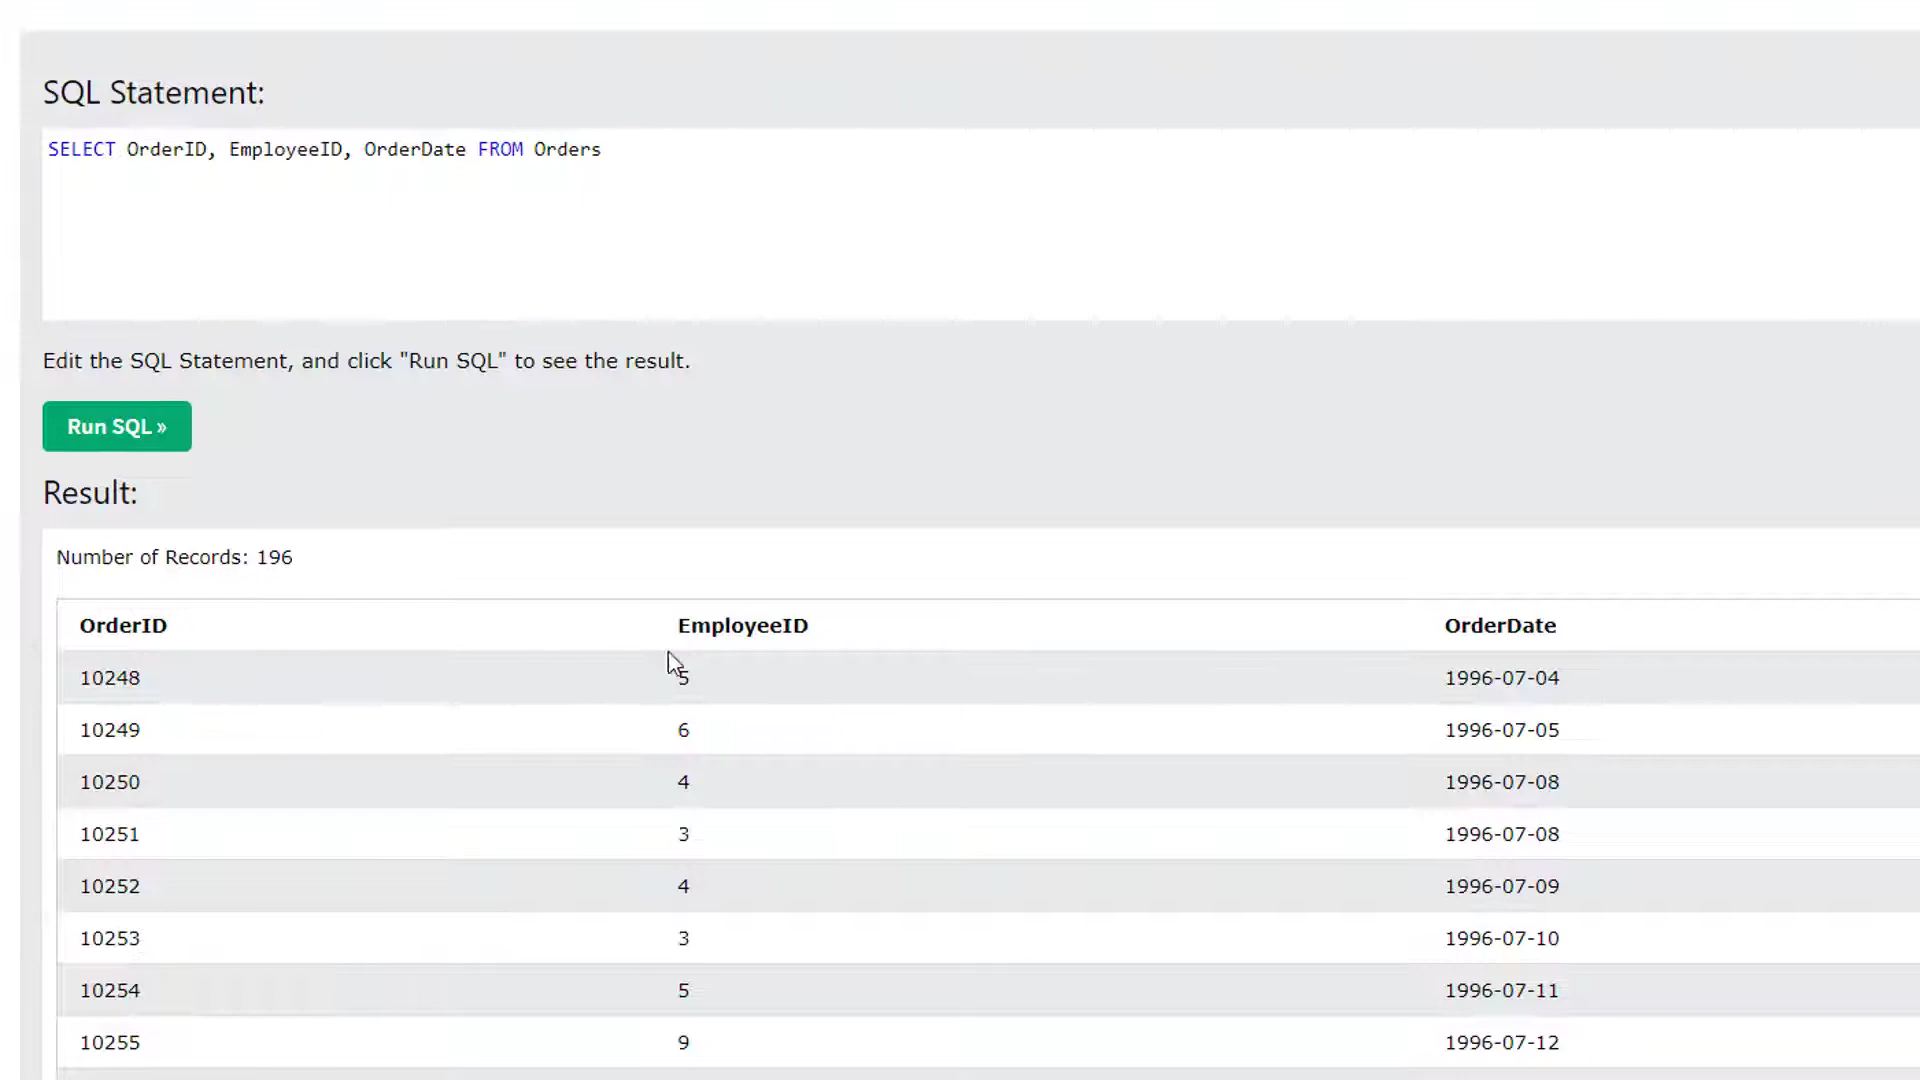 SQL Statement:
SELECT OrderID, EmployeeID, OrderDate FROM Orders
Edit the SQL Statement, and click "Run SQL" to see the result.
Run SQL »
Result:
Number of Records: 196
OrderID EmployeeID OrderDate
10248 5 1996-07-04
10249 6 1996-07-05
10250 4 1996-07-08
10251 3 1996-07-08
10252 4 1996-07-09
10253 3 1996-07-10
10254 5 1996-07-11
10255 9 1996-07-12